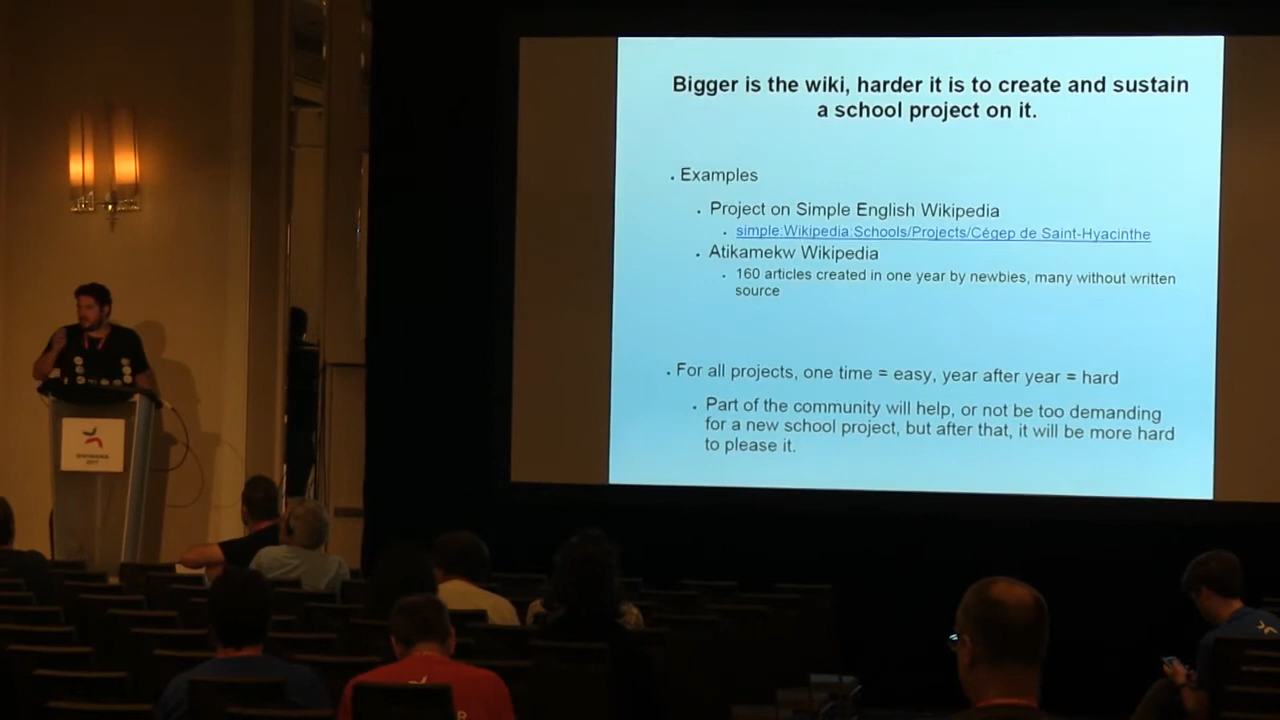 Bigger is the wiki, harder it is to create and sustain
a school project on it.
. Examples
. Project on Simple English Wikipedia
. simple:Wikipedia:Schools/Projects/Cégep de Saint-Hyacinthe
. Atikamekw Wikipedia
. 160 articles created in one year by newbies, many without written
source
. For all projects, one time = easy, year after year = hard
. Part of the community will help, or not be too demanding
for a new school project, but after that, it will be more hard
to please it.
WIKIMANIA
2017